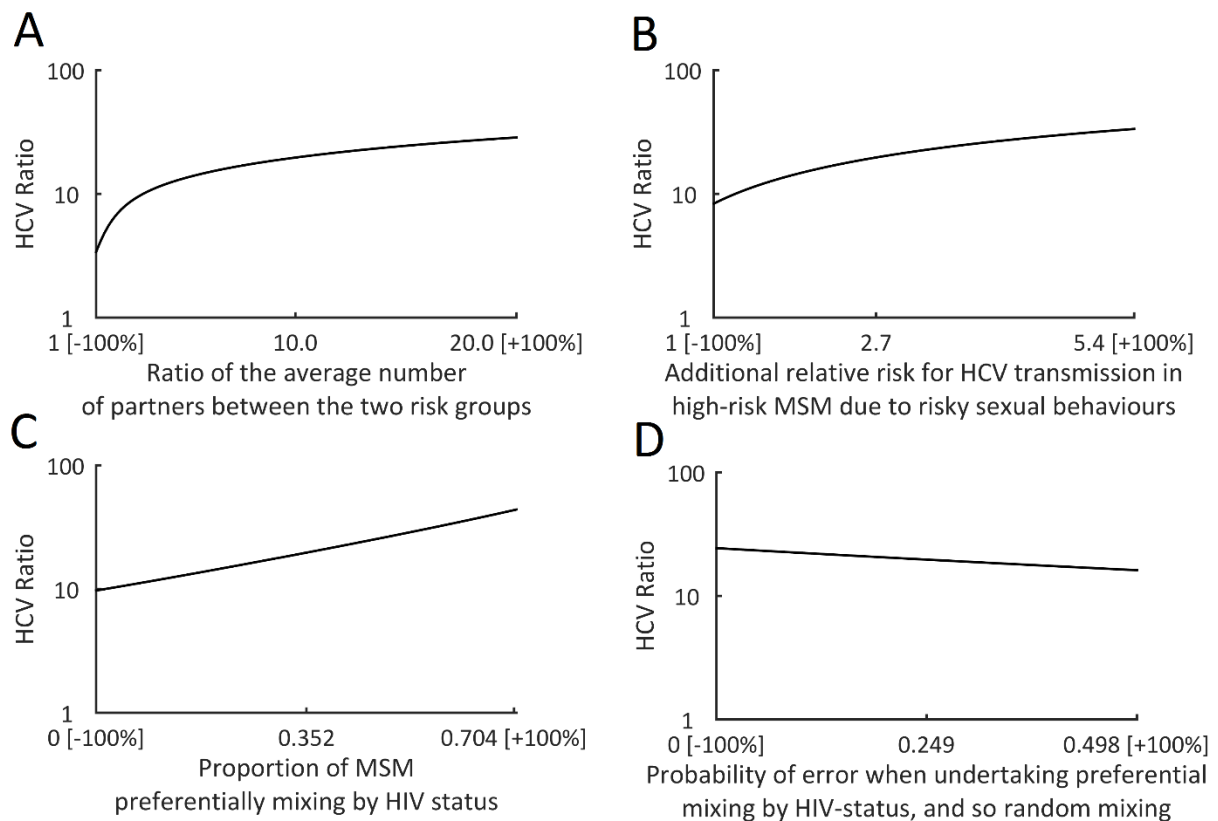 A
HCV Ratio
100
10
1
1 [-100%]
10.0
20.0 [+100%]
Ratio of the average number
of partners between the two risk groups
B
HCV Ratio
100
10
1
1 [-100%]
2.7
5.4 [+100%]
Additional relative risk for HCV transmission in
high-risk MSM due to risky sexual behaviours
C
HCV Ratio
100
10
1
0 [-100%]
0.352
0.704 [+100%]
Proportion of MSM
preferentially mixing by HIV status
D
HCV Ratio
100
10
1
0 [-100%]
0.249
0.498 [+100%]
Probability of error when undertaking preferential
mixing by HIV-status, and so random mixing